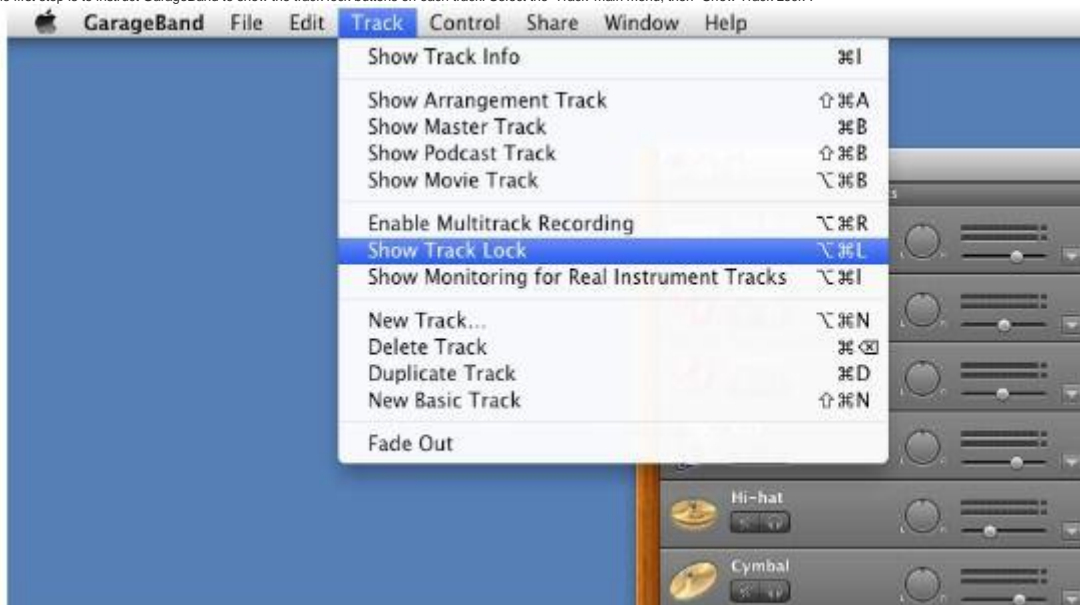 GarageBand File Edit Track Control Share Window Help
Show Track Info ⌘I
Show Arrangement Track ⇧⌘A
Show Master Track ⌘B
Show Podcast Track ⇧⌘B
Show Movie Track ⌥⌘B
Enable Multitrack Recording ⌥⌘R
Show Track Lock ⌥⌘L
Show Monitoring for Real Instrument Tracks ⌥⌘I
New Track... ⌥⌘N
Delete Track ⌘⌫
Duplicate Track ⌘D
New Basic Track ⇧⌘N
Fade Out
Hi-hat
Cymbal